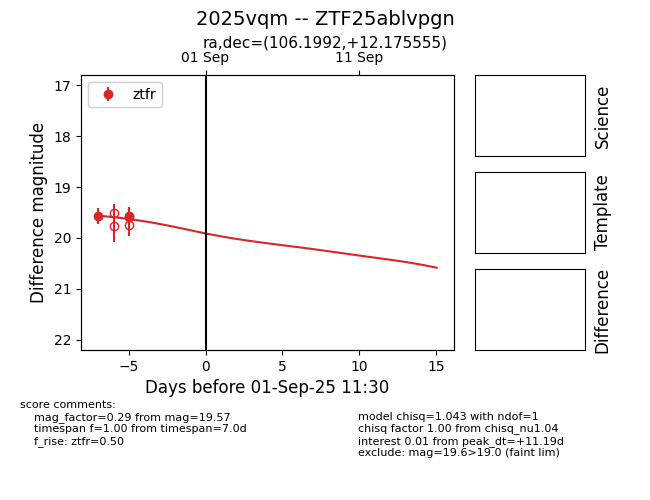 2025vqm -- ZTF25ablvpgn
ra,dec=(106.1992,+12.175555)
01 Sep
11 Sep
ztfr
17
18
19
20
21
22
Difference magnitude
−5
0
5
10
15
Days before 01-Sep-25 11:30
Science
Template
Difference
score comments:
mag_factor=0.29 from mag=19.57
timespan f=1.00 from timespan=7.0d
f_rise: ztfr=0.50
model chisq=1.043 with ndof=1
chisq factor 1.00 from chisq_nu1.04
interest 0.01 from peak_dt=+11.19d
exclude: mag=19.6>19.0 (faint lim)